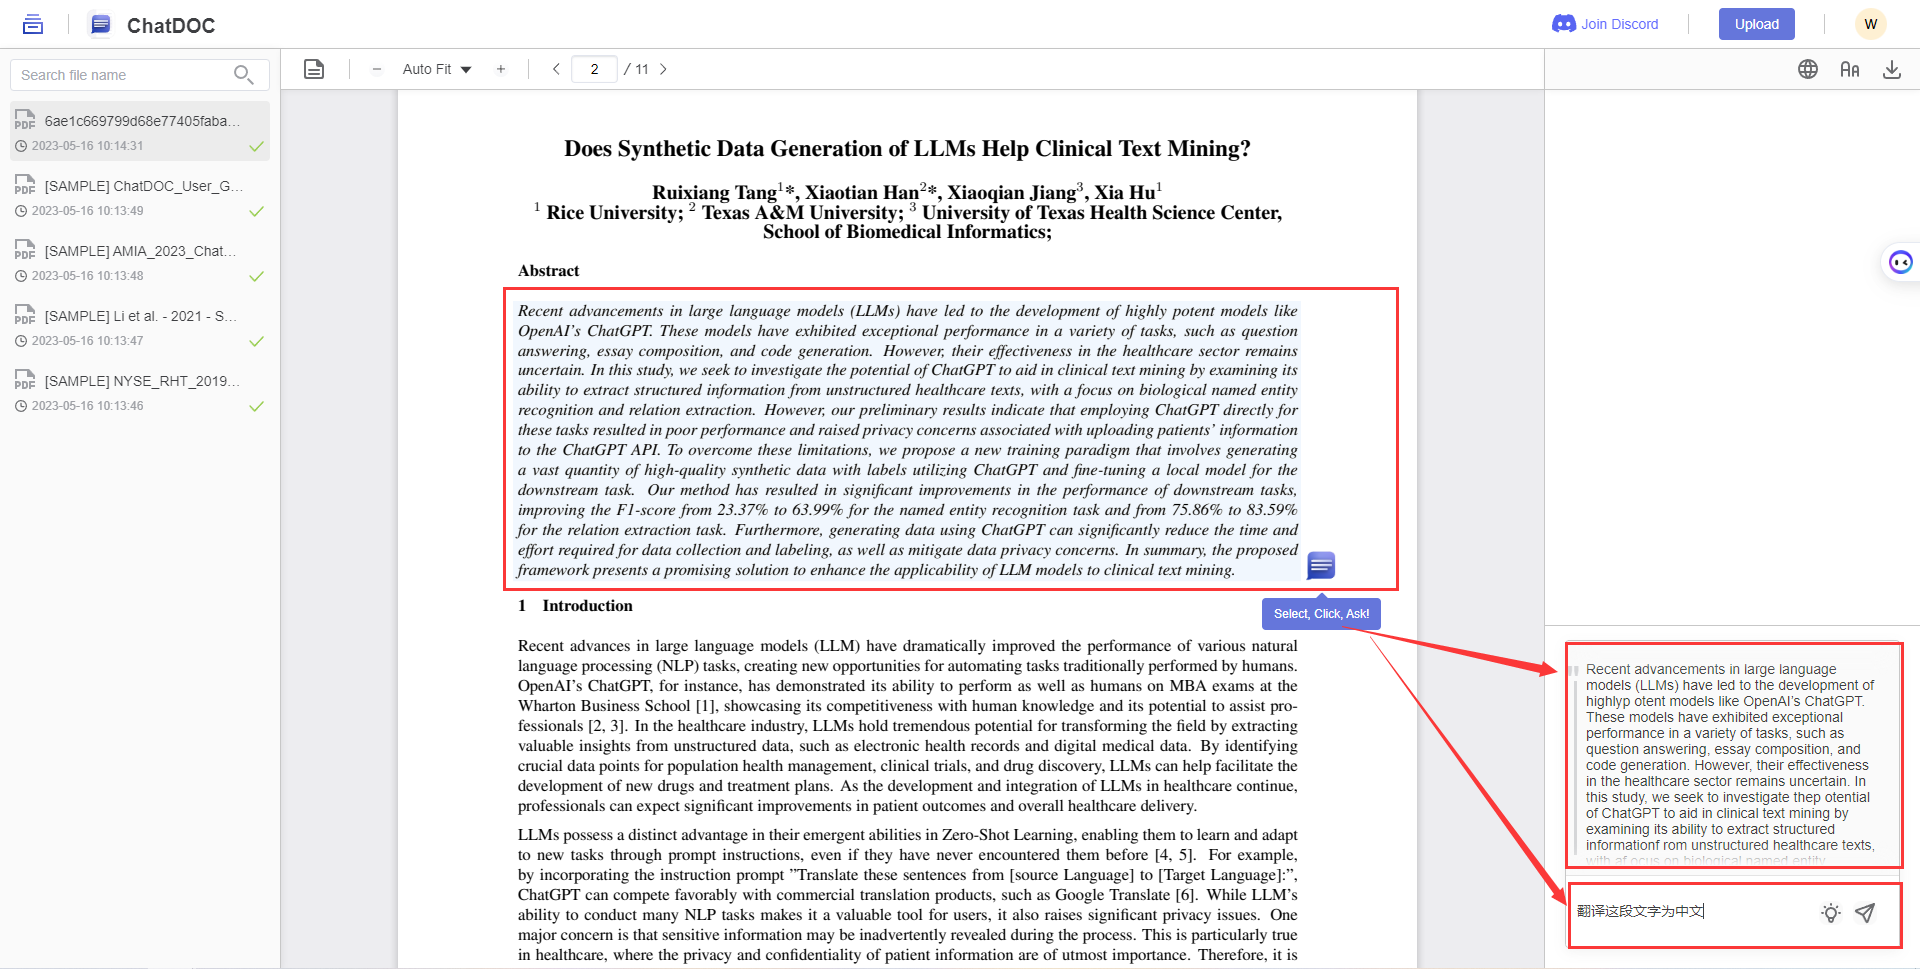 ChatDOC
Join Discord
Upload
W
Search file name
6ae1c669799d68e77405faba...
2023-05-16 10:14:31
[SAMPLE] ChatDOC_User_G...
2023-05-16 10:13:49
[SAMPLE] AMIA_2023_Chat...
2023-05-16 10:13:48
[SAMPLE] Li et al. - 2021 - S...
2023-05-16 10:13:47
[SAMPLE] NYSE_RHT_2019...
2023-05-16 10:13:46
PDF
PDF
PDF
PDF
PDF
− Auto Fit + < 2 / 11 >
Does Synthetic Data Generation of LLMs Help Clinical Text Mining?
Ruixiang Tang1*, Xiaotian Han2*, Xiaoqian Jiang3, Xia Hu1
1 Rice University; 2 Texas A&M University; 3 University of Texas Health Science Center,
School of Biomedical Informatics;
Abstract
Recent advancements in large language models (LLMs) have led to the development of highly potent models like
OpenAI's ChatGPT. These models have exhibited exceptional performance in a variety of tasks, such as question
answering, essay composition, and code generation. However, their effectiveness in the healthcare sector remains
uncertain. In this study, we seek to investigate the potential of ChatGPT to aid in clinical text mining by examining its
ability to extract structured information from unstructured healthcare texts, with a focus on biological named entity
recognition and relation extraction. However, our preliminary results indicate that employing ChatGPT directly for
these tasks resulted in poor performance and raised privacy concerns associated with uploading patients' information
to the ChatGPT API. To overcome these limitations, we propose a new training paradigm that involves generating
a vast quantity of high-quality synthetic data with labels utilizing ChatGPT and fine-tuning a local model for the
downstream task. Our method has resulted in significant improvements in the performance of downstream tasks,
improving the F1-score from 23.37% to 63.99% for the named entity recognition task and from 75.86% to 83.59%
for the relation extraction task. Furthermore, generating data using ChatGPT can significantly reduce the time and
effort required for data collection and labeling, as well as mitigate data privacy concerns. In summary, the proposed
framework presents a promising solution to enhance the applicability of LLM models to clinical text mining.
Select, Click, Ask!
1 Introduction
Recent advances in large language models (LLM) have dramatically improved the performance of various natural
language processing (NLP) tasks, creating new opportunities for automating tasks traditionally performed by humans.
OpenAI's ChatGPT, for instance, has demonstrated its ability to perform as well as humans on MBA exams at the
Wharton Business School [1], showcasing its competitiveness with human knowledge and its potential to assist pro-
fessionals [2, 3]. In the healthcare industry, LLMs hold tremendous potential for transforming the field by extracting
valuable insights from unstructured data, such as electronic health records and digital medical data. By identifying
crucial data points for population health management, clinical trials, and drug discovery, LLMs can help facilitate the
development of new drugs and treatment plans. As the development and integration of LLMs in healthcare continue,
professionals can expect significant improvements in patient outcomes and overall healthcare delivery.
LLMs possess a distinct advantage in their emergent abilities in Zero-Shot Learning, enabling them to learn and adapt
to new tasks through prompt instructions, even if they have never encountered them before [4, 5]. For example,
by incorporating the instruction prompt ”Translate these sentences from [source Language] to [Target Language]:”,
ChatGPT can compete favorably with commercial translation products, such as Google Translate [6]. While LLM's
ability to conduct many NLP tasks makes it a valuable tool for users, it also raises significant privacy issues. One
major concern is that sensitive information may be inadvertently revealed during the process. This is particularly true
in healthcare, where the privacy and confidentiality of patient information are of utmost importance. Therefore, it is
Recent advancements in large language
models (LLMs) have led to the development of
highlyp otent models like OpenAI's ChatGPT.
These models have exhibited exceptional
performance in a variety of tasks, such as
question answering, essay composition, and
code generation. However, their effectiveness
in the healthcare sector remains uncertain. In
this study, we seek to investigate thep otential
of ChatGPT to aid in clinical text mining by
examining its ability to extract structured
informationf rom unstructured healthcare texts,
with af ocus on biological named entity
翻译这段文字为中文